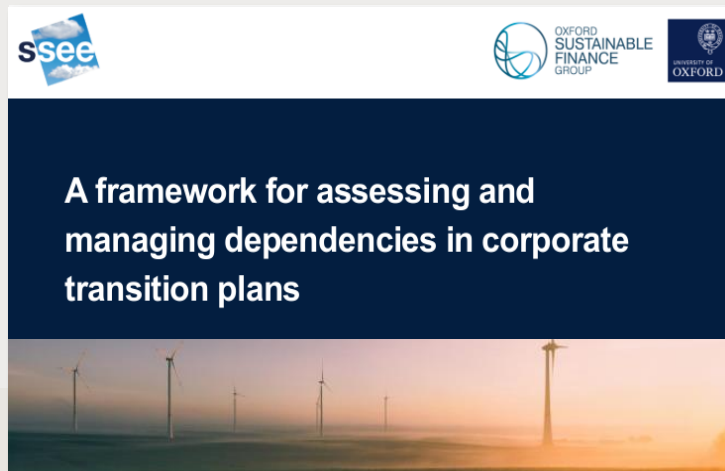 ssee
OXFORD
SUSTAINABLE
FINANCE
GROUP
UNIVERSITY OF
OXFORD
A framework for assessing and
managing dependencies in corporate
transition plans